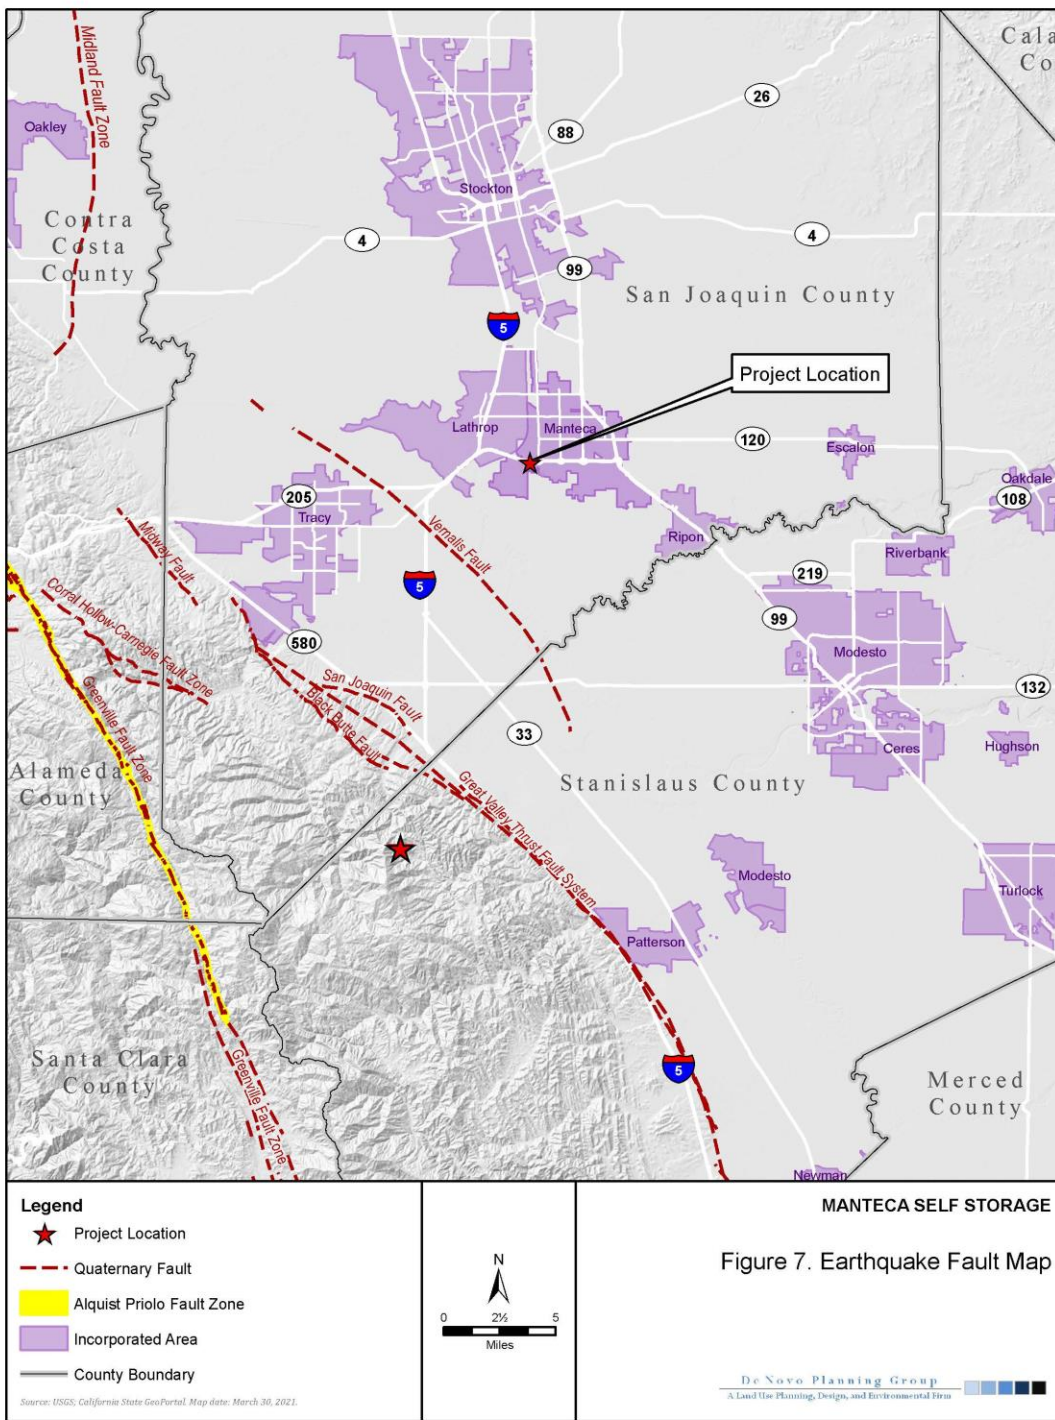 Midland Fault Zone
Cala
Co
Oakley
26
88
Stockton
Contra
Costa
County
4
4
99
San Joaquin County
5
Project Location
Lathrop
Manteca
120
Escalon
Oakdale
108
205
Tracy
Vernalis Fault
Ripon
Riverbank
Midway Fault
219
5
99
Corral Hollow-Carnegie Fault Zone
580
Modesto
San Joaquin Fault
132
Greenville Fault Zone
Black Butte Fault
33
Ceres
Hughson
Alameda
County
Stanislaus County
Great Valley Thrust Fault System
Modesto
Turlock
Patterson
Santa Clara
County
Greenville Fault Zone
5
Merced
County
Newman
Legend
Project Location
Quaternary Fault
Alquist Priolo Fault Zone
Incorporated Area
County Boundary
Source: USGS; California State GeoPortal. Map date: March 30, 2021.
N
0 2½ 5
Miles
MANTECA SELF STORAGE
Figure 7. Earthquake Fault Map
De Novo Planning Group
A Land Use Planning, Design, and Environmental Firm